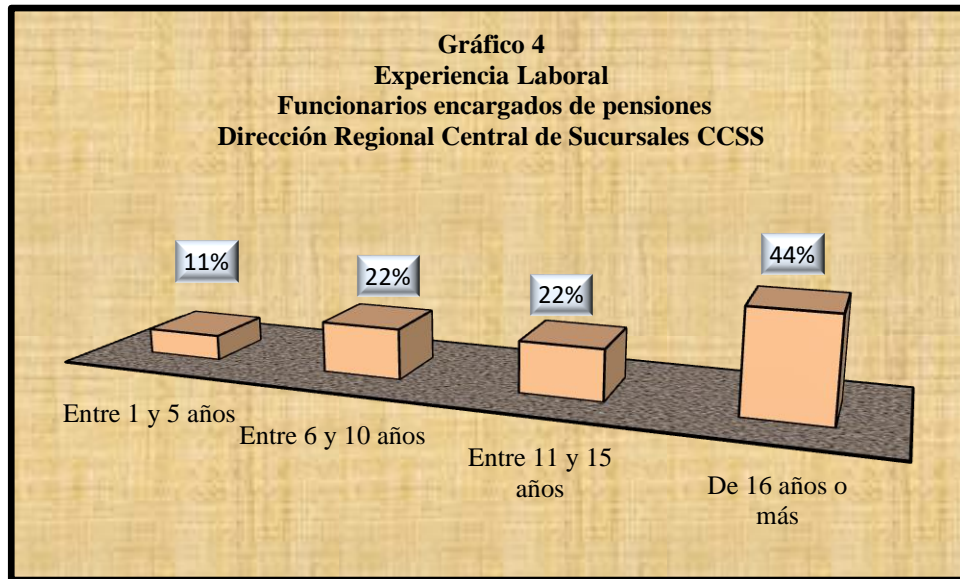 Gráfico 4
Experiencia Laboral
Funcionarios encargados de pensiones
Dirección Regional Central de Sucursales CCSS
11%
22%
22%
44%
Entre 1 y 5 años
Entre 6 y 10 años
Entre 11 y 15
años
De 16 años o
más